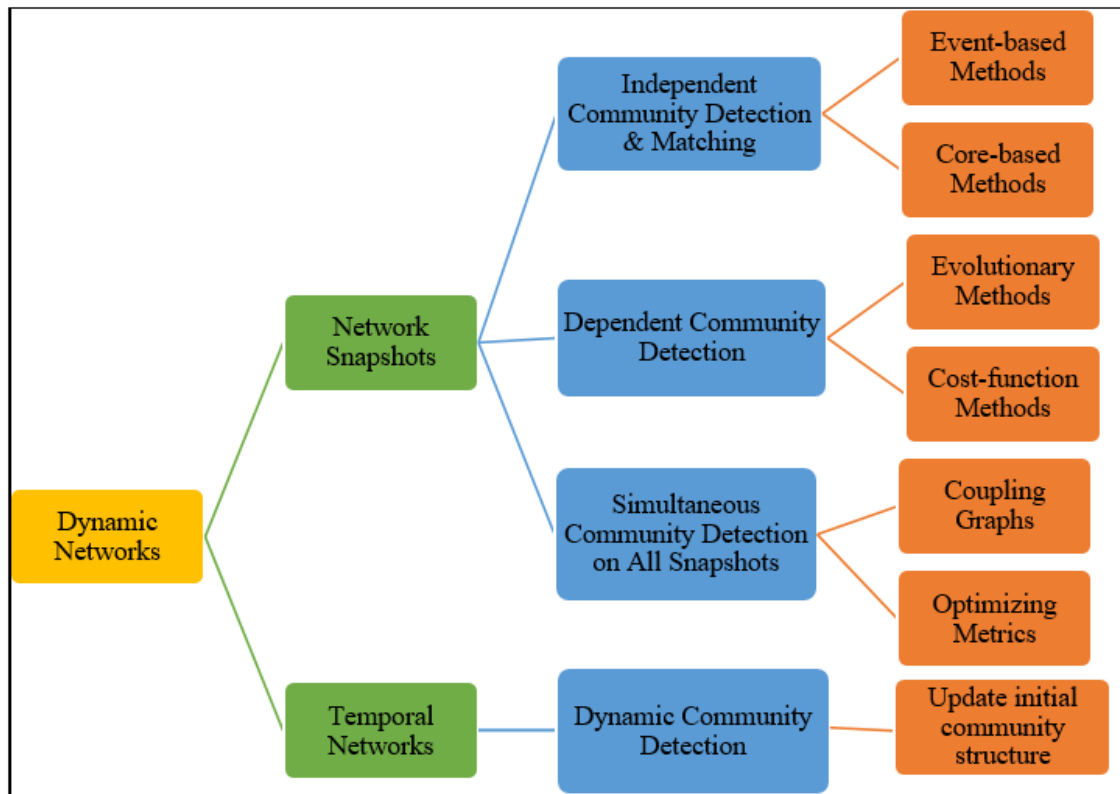 Dynamic
Networks
Network
Snapshots
Temporal
Networks
Independent
Community Detection
& Matching
Dependent Community
Detection
Simultaneous
Community Detection
on All Snapshots
Dynamic Community
Detection
Event-based
Methods
Core-based
Methods
Evolutionary
Methods
Cost-function
Methods
Coupling
Graphs
Optimizing
Metrics
Update initial
community
structure